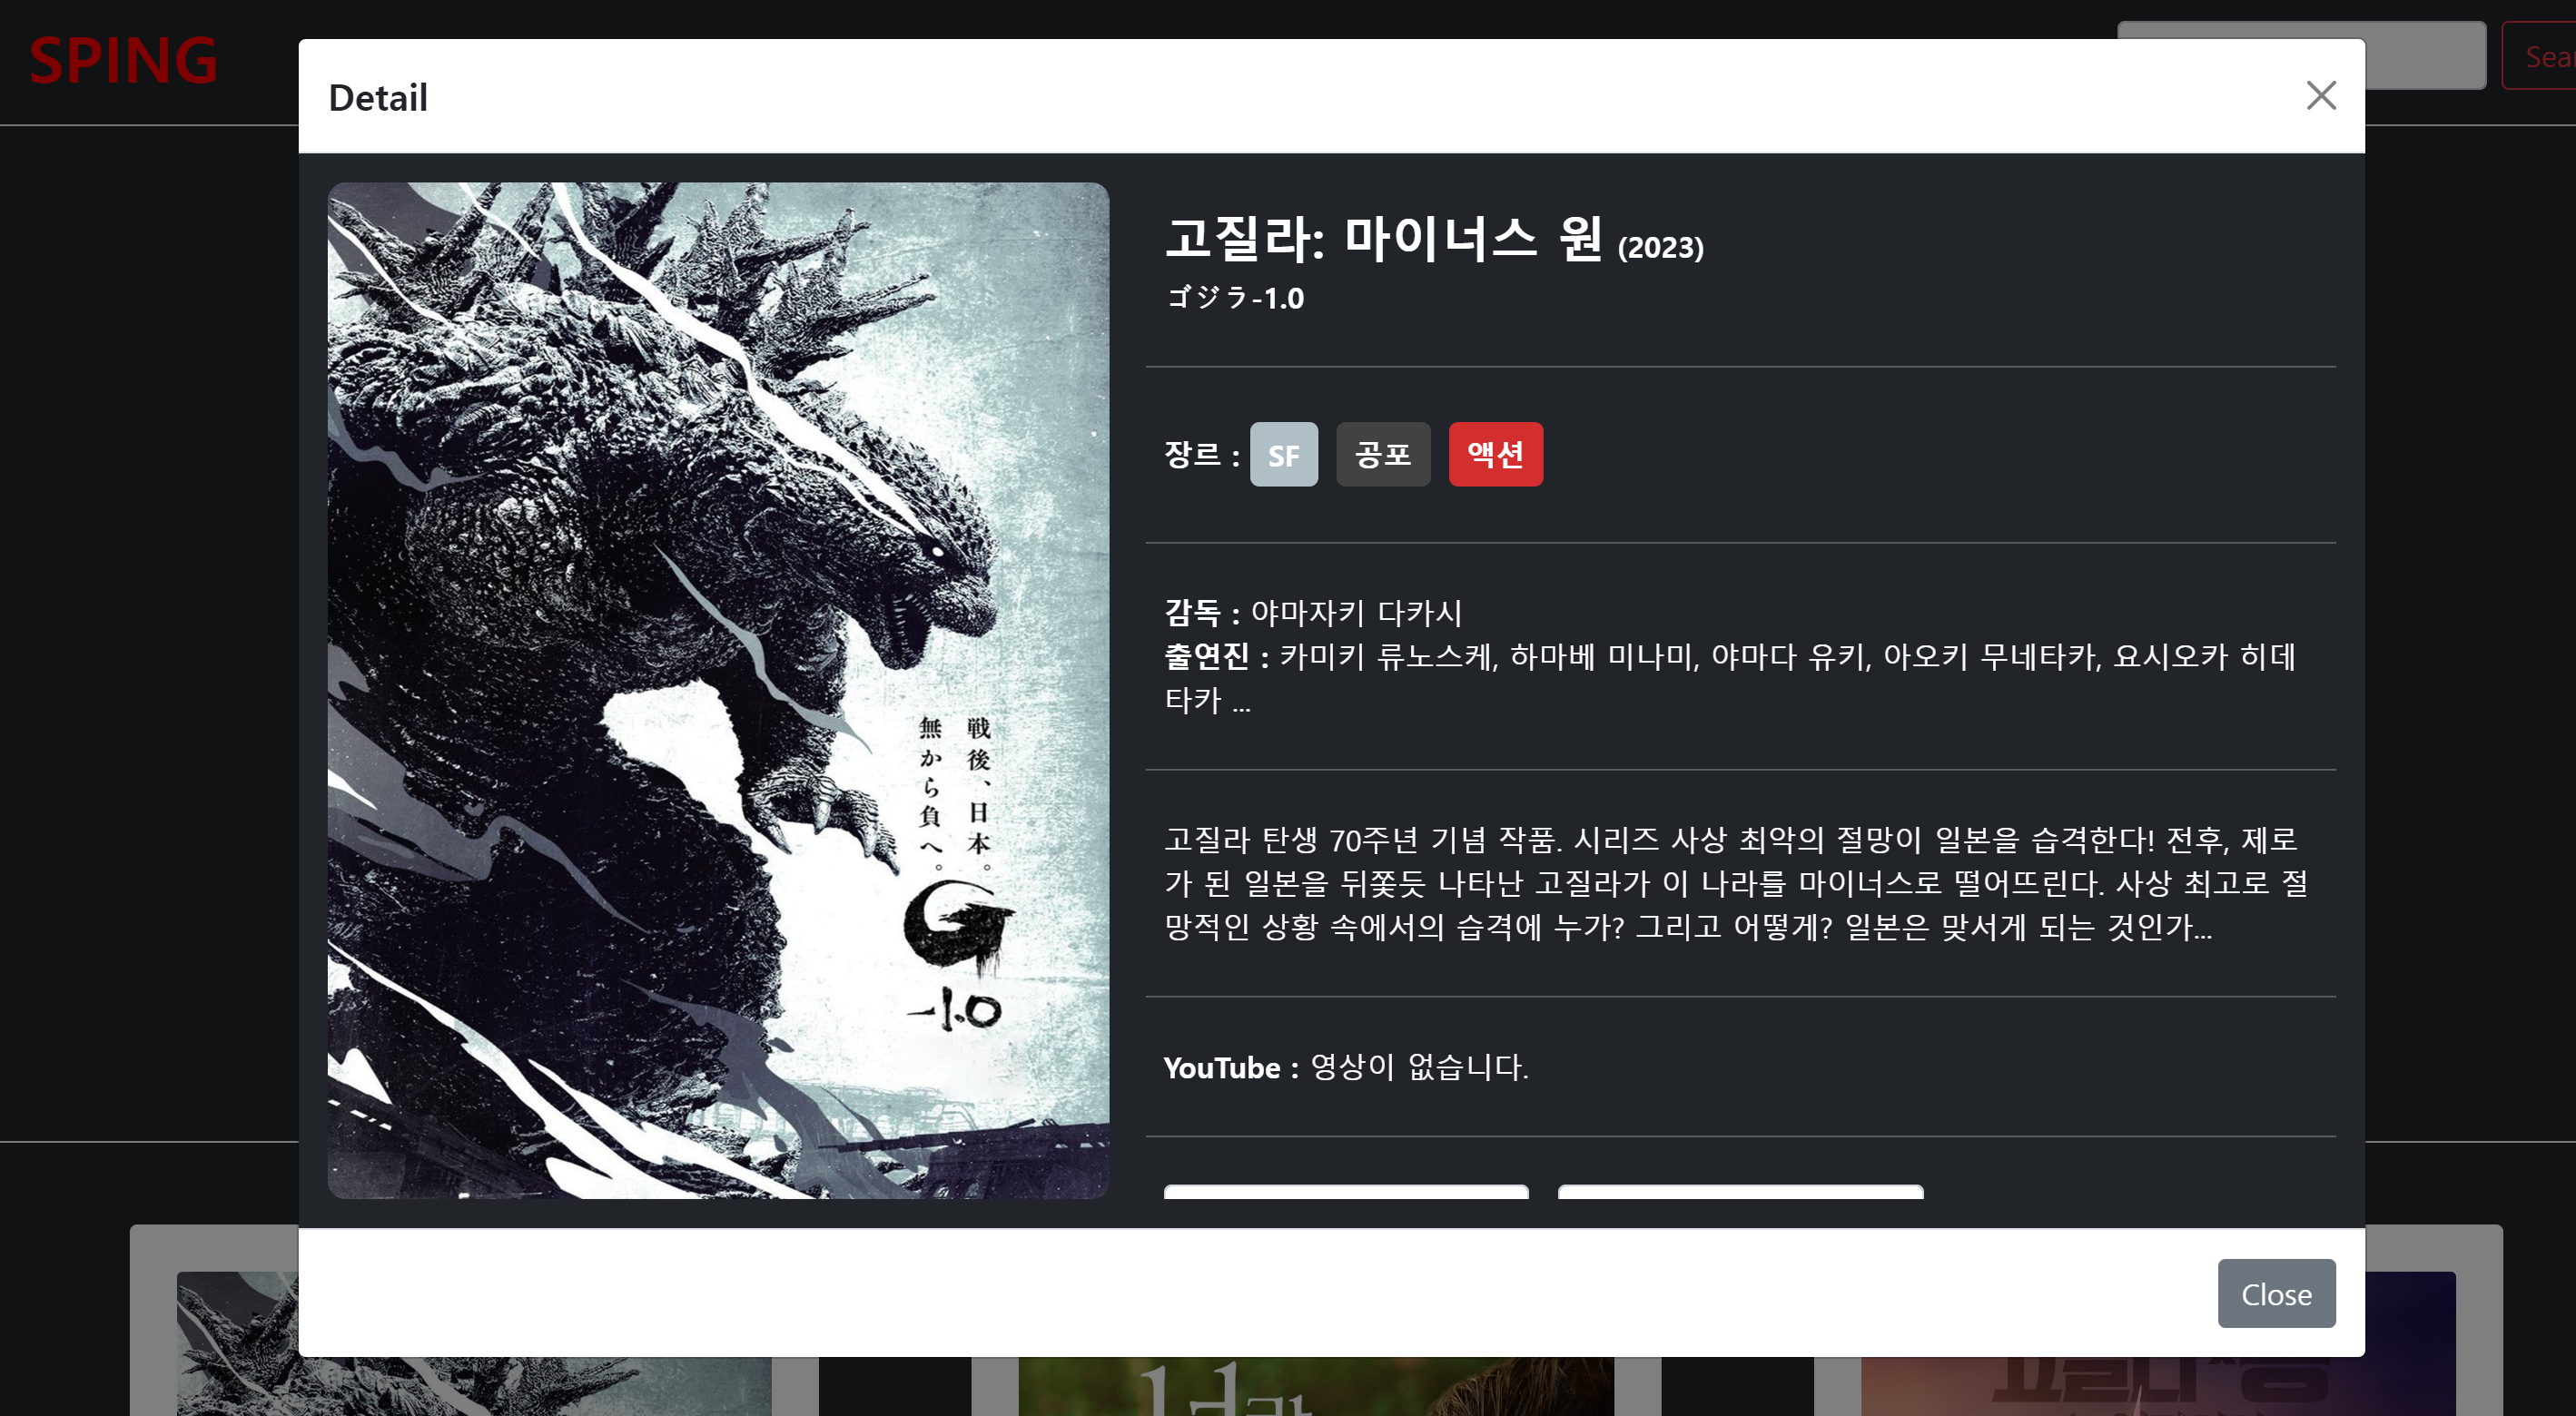 SPING
Sear
Detail
고질라: 마이너스 원 (2023)
ゴジラ-1.0
장르 : SF 공포 액션
감독 : 야마자키 다카시
출연진 : 카미키 류노스케, 하마베 미나미, 야마다 유키, 아오키 무네타카, 요시오카 히데
타카 ...
고질라 탄생 70주년 기념 작품. 시리즈 사상 최악의 절망이 일본을 습격한다! 전후, 제로
가 된 일본을 뒤쫓듯 나타난 고질라가 이 나라를 마이너스로 떨어뜨린다. 사상 최고로 절
망적인 상황 속에서의 습격에 누가? 그리고 어떻게? 일본은 맞서게 되는 것인가...
YouTube : 영상이 없습니다.
戦後、日本。
無から負へ。
G
-1.0
Close